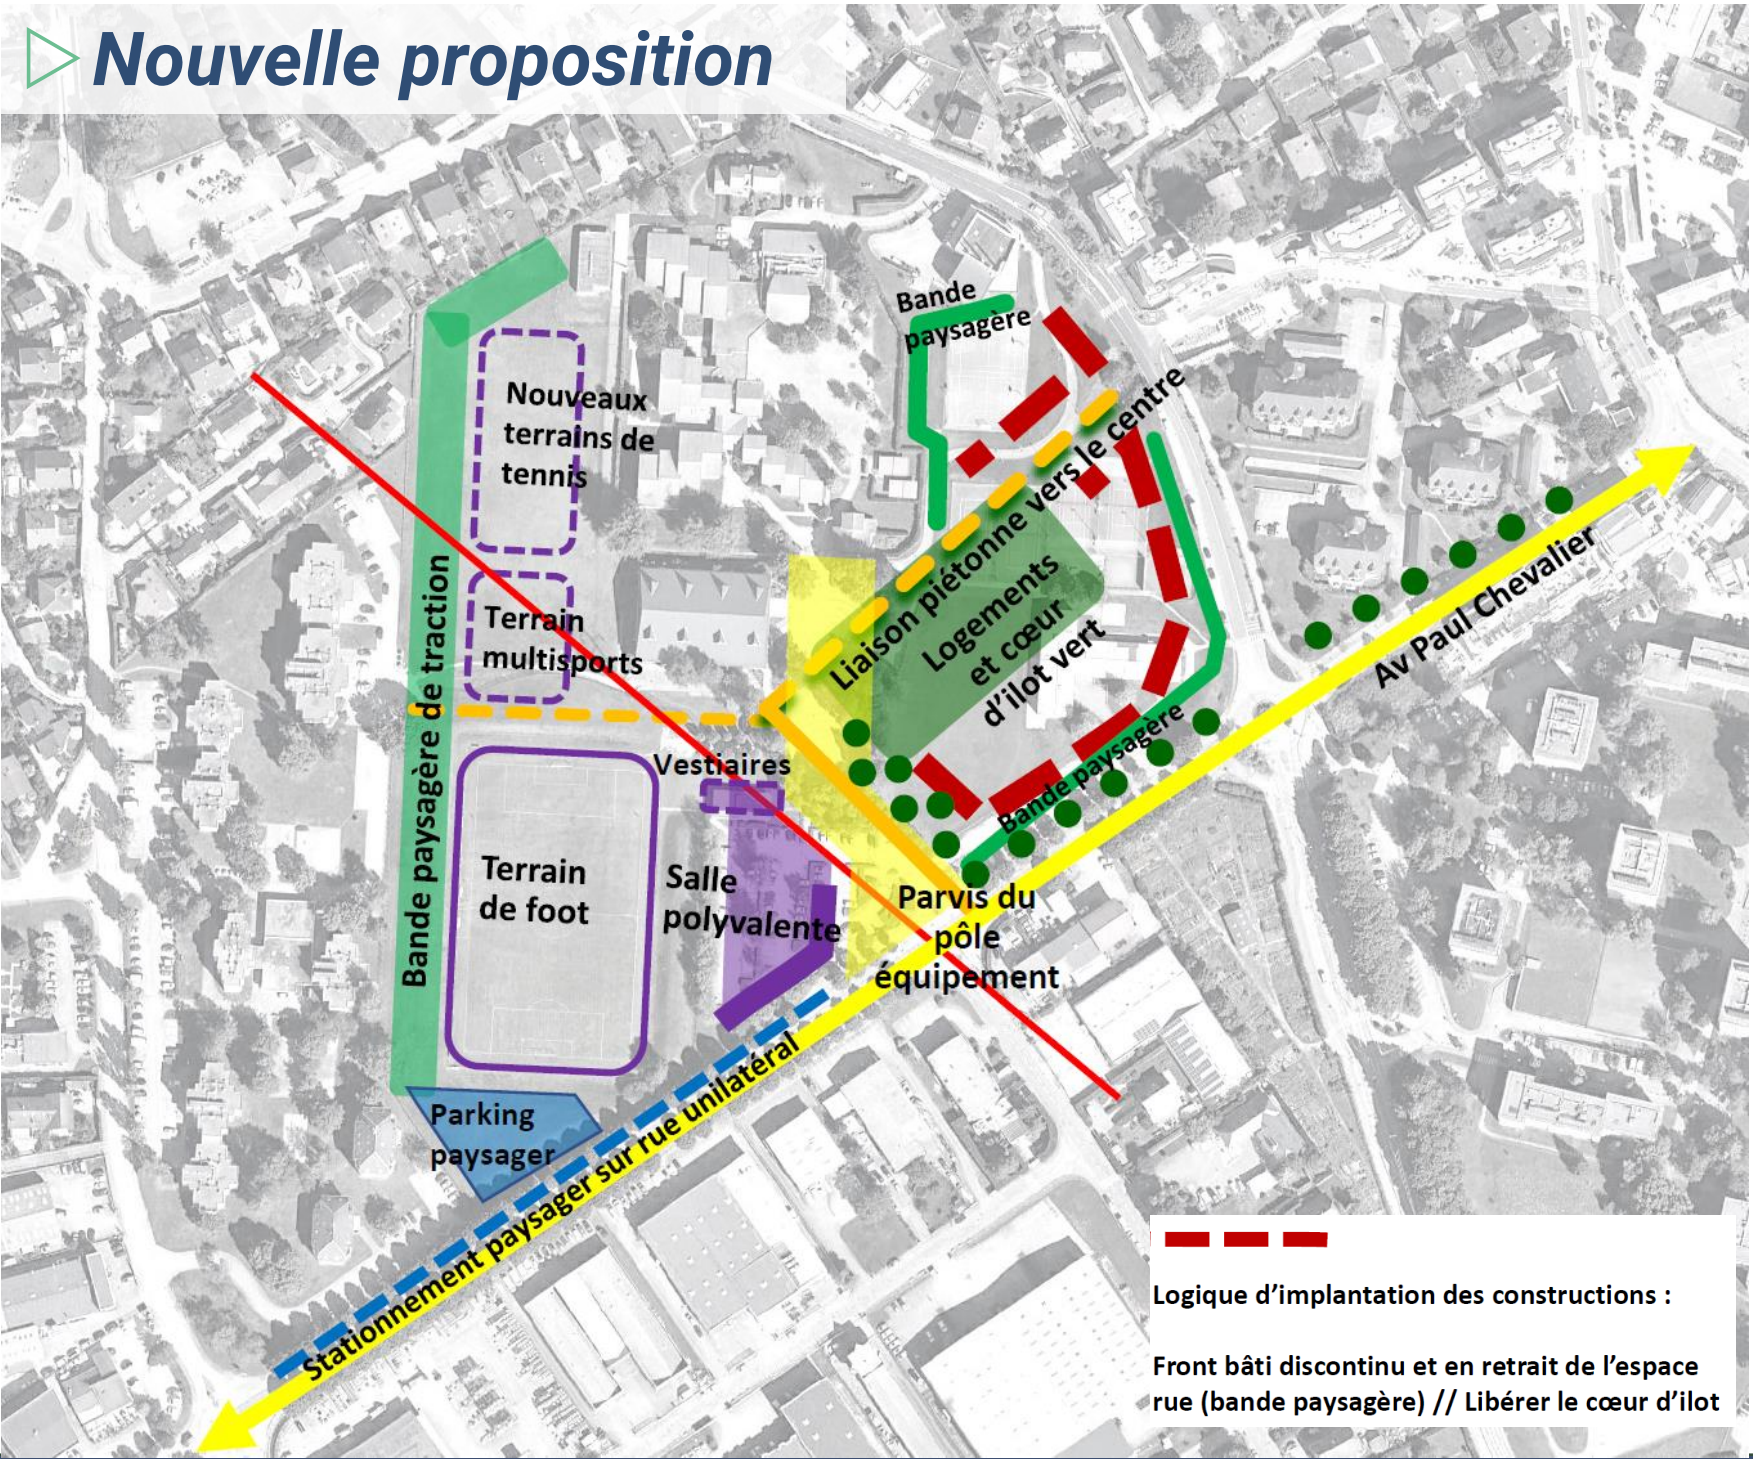 Nouvelle proposition
Bande
paysagère
Nouveaux
terrains de
tennis
Liaison piétonne vers le centre
Logements
et cœur
d'ilot vert
Av Paul Chevalier
Terrain
multisports
Bande paysagère de traction
Vestiaires
Bande paysagère
Terrain
de foot
Salle
polyvalente
Parvis du
pôle
équipement
Parking
paysager
Stationnement paysager sur rue unilatéral
Logique d'implantation des constructions :
Front bâti discontinu et en retrait de l'espace
rue (bande paysagère) // Libérer le cœur d'ilot